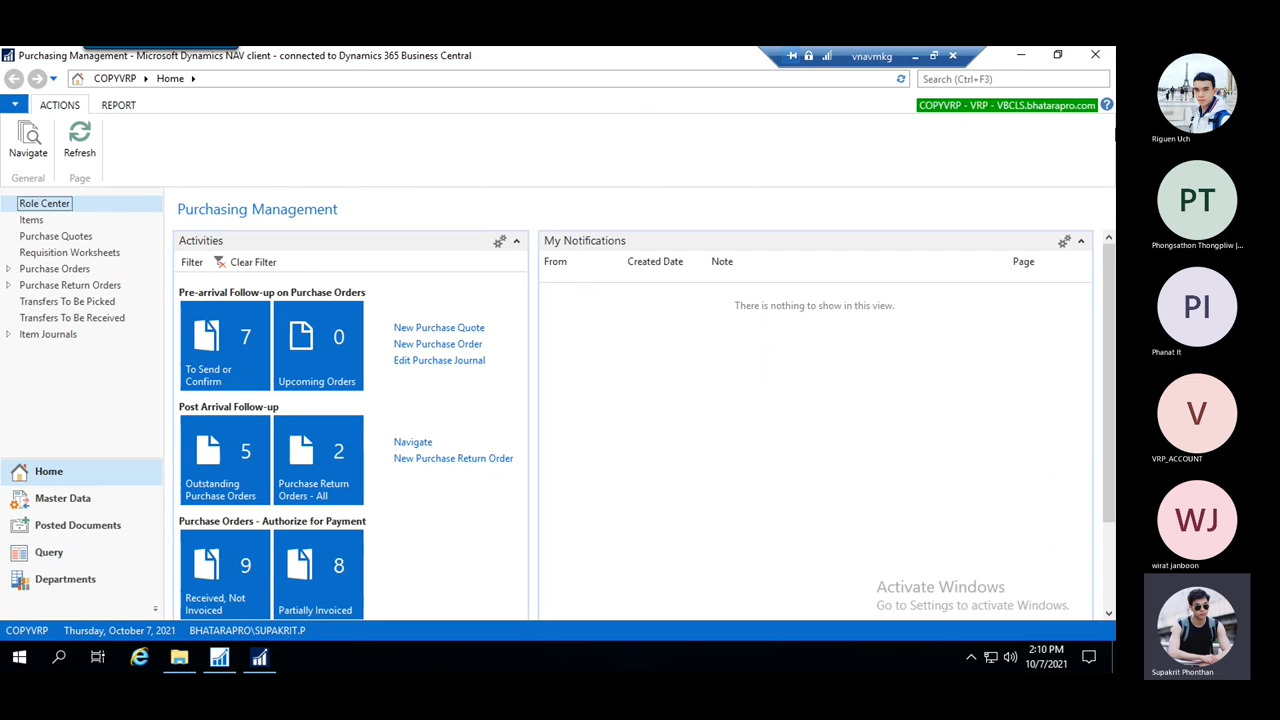 Purchasing Management - Microsoft Dynamics NAV client - connected to Dynamics 365 Business Central
vnavmkg
COPYVRP
Home
Search (Ctrl+F3)
ACTIONS
REPORT
COPYVRP - VRP - VBCLS.bhatarapro.com
Navigate
Refresh
General
Page
Role Center
Items
Purchase Quotes
Requisition Worksheets
Purchase Orders
Purchase Return Orders
Transfers To Be Picked
Transfers To Be Received
Item Journals
Home
Master Data
Posted Documents
Query
Departments
Purchasing Management
Activities
Filter
Clear Filter
Pre-arrival Follow-up on Purchase Orders
7
To Send or
Confirm
0
Upcoming Orders
New Purchase Quote
New Purchase Order
Edit Purchase Journal
Post Arrival Follow-up
5
Outstanding
Purchase Orders
2
Purchase Return
Orders - All
Navigate
New Purchase Return Order
Purchase Orders - Authorize for Payment
9
Received, Not
Invoiced
8
Partially Invoiced
My Notifications
From
Created Date
Note
Page
There is nothing to show in this view.
Activate Windows
Go to Settings to activate Windows.
COPYVRP
Thursday, October 7, 2021
BHATARAPRO\SUPAKRIT.P
2:10 PM
10/7/2021
Riguen Uch
PT
Phongsathon Thongpliw |...
PI
Phanat It
V
VRP_ACCOUNT
WJ
wirat janboon
Supakrit Phonthan